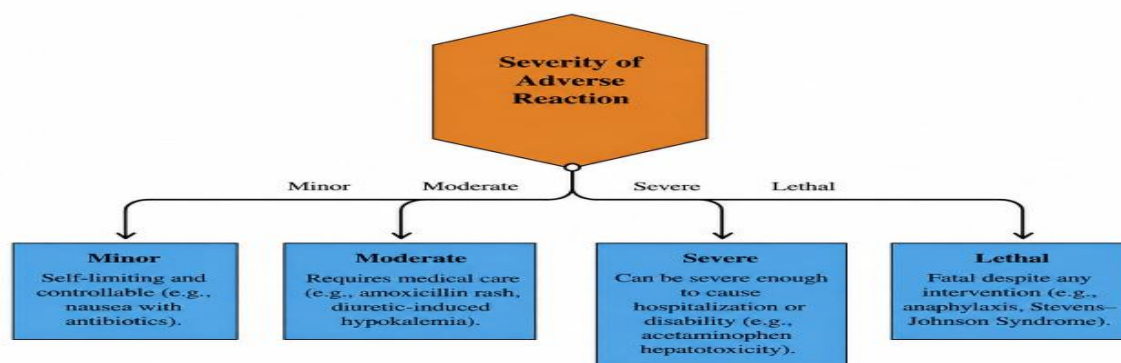 Severity of
Adverse
Reaction
Minor
Moderate
Severe
Lethal
Minor
Self-limiting and
controllable (e.g.,
nausea with
antibiotics).
Moderate
Requires medical care
(e.g., amoxicillin rash,
diuretic-induced
hypokalemia).
Severe
Can be severe enough
to cause
hospitalization or
disability (e.g.,
acetaminophen
hepatotoxicity).
Lethal
Fatal despite any
intervention (e.g.,
anaphylaxis, Stevens–
Johnson Syndrome).